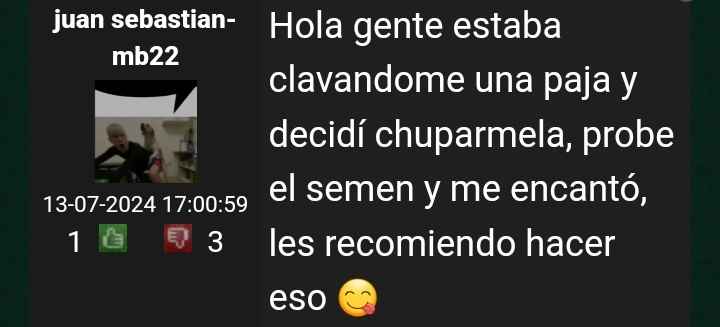 juan sebastian-
mb22
13-07-2024 17:00:59
1 3
Hola gente estaba
clavandome una paja y
decidí chuparmela, probe
el semen y me encantó,
les recomiendo hacer
eso 😋